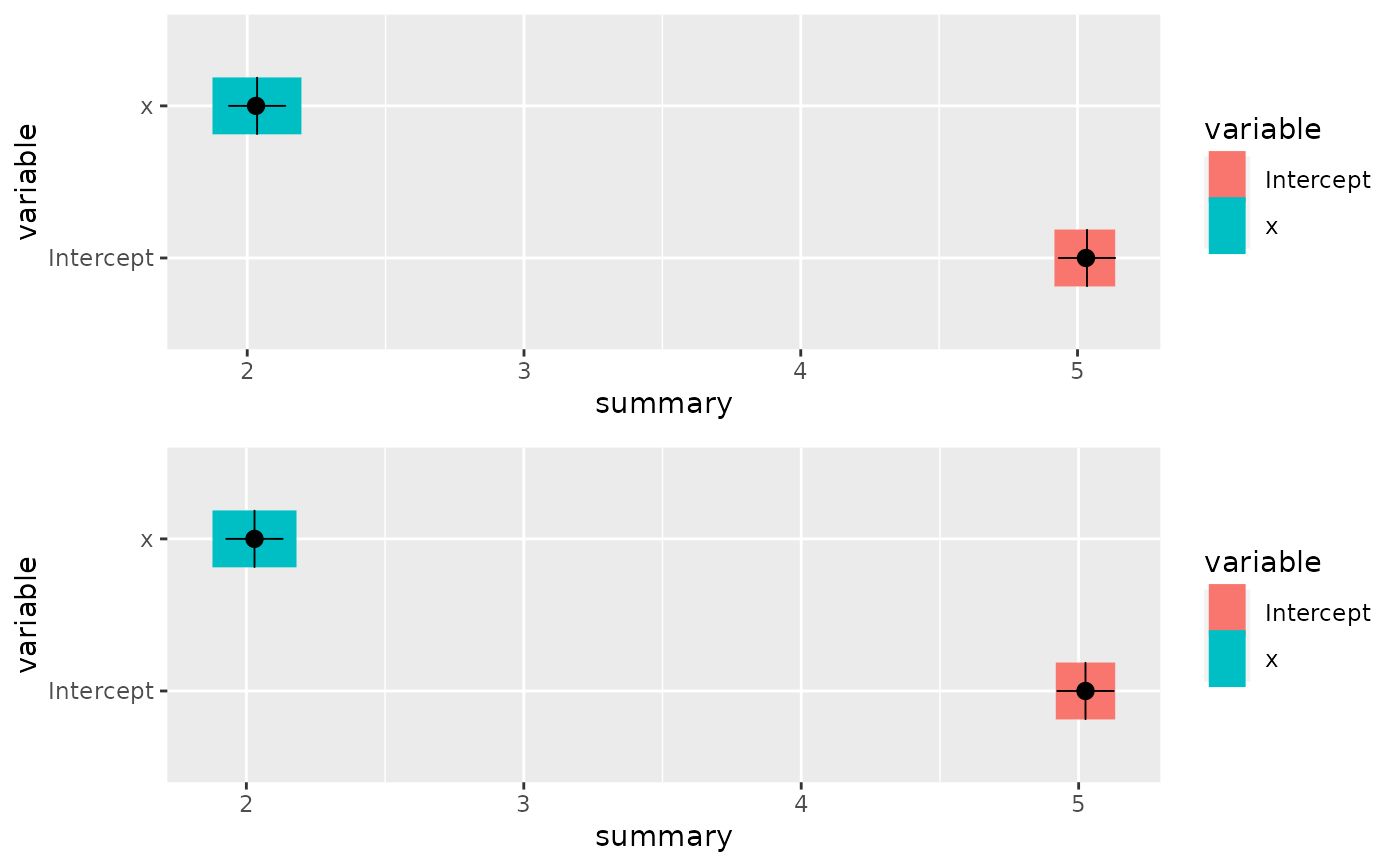 variable
x
Intercept
2 3 4 5
summary
variable
Intercept
x
variable
x
Intercept
2 3 4 5
summary
variable
Intercept
x